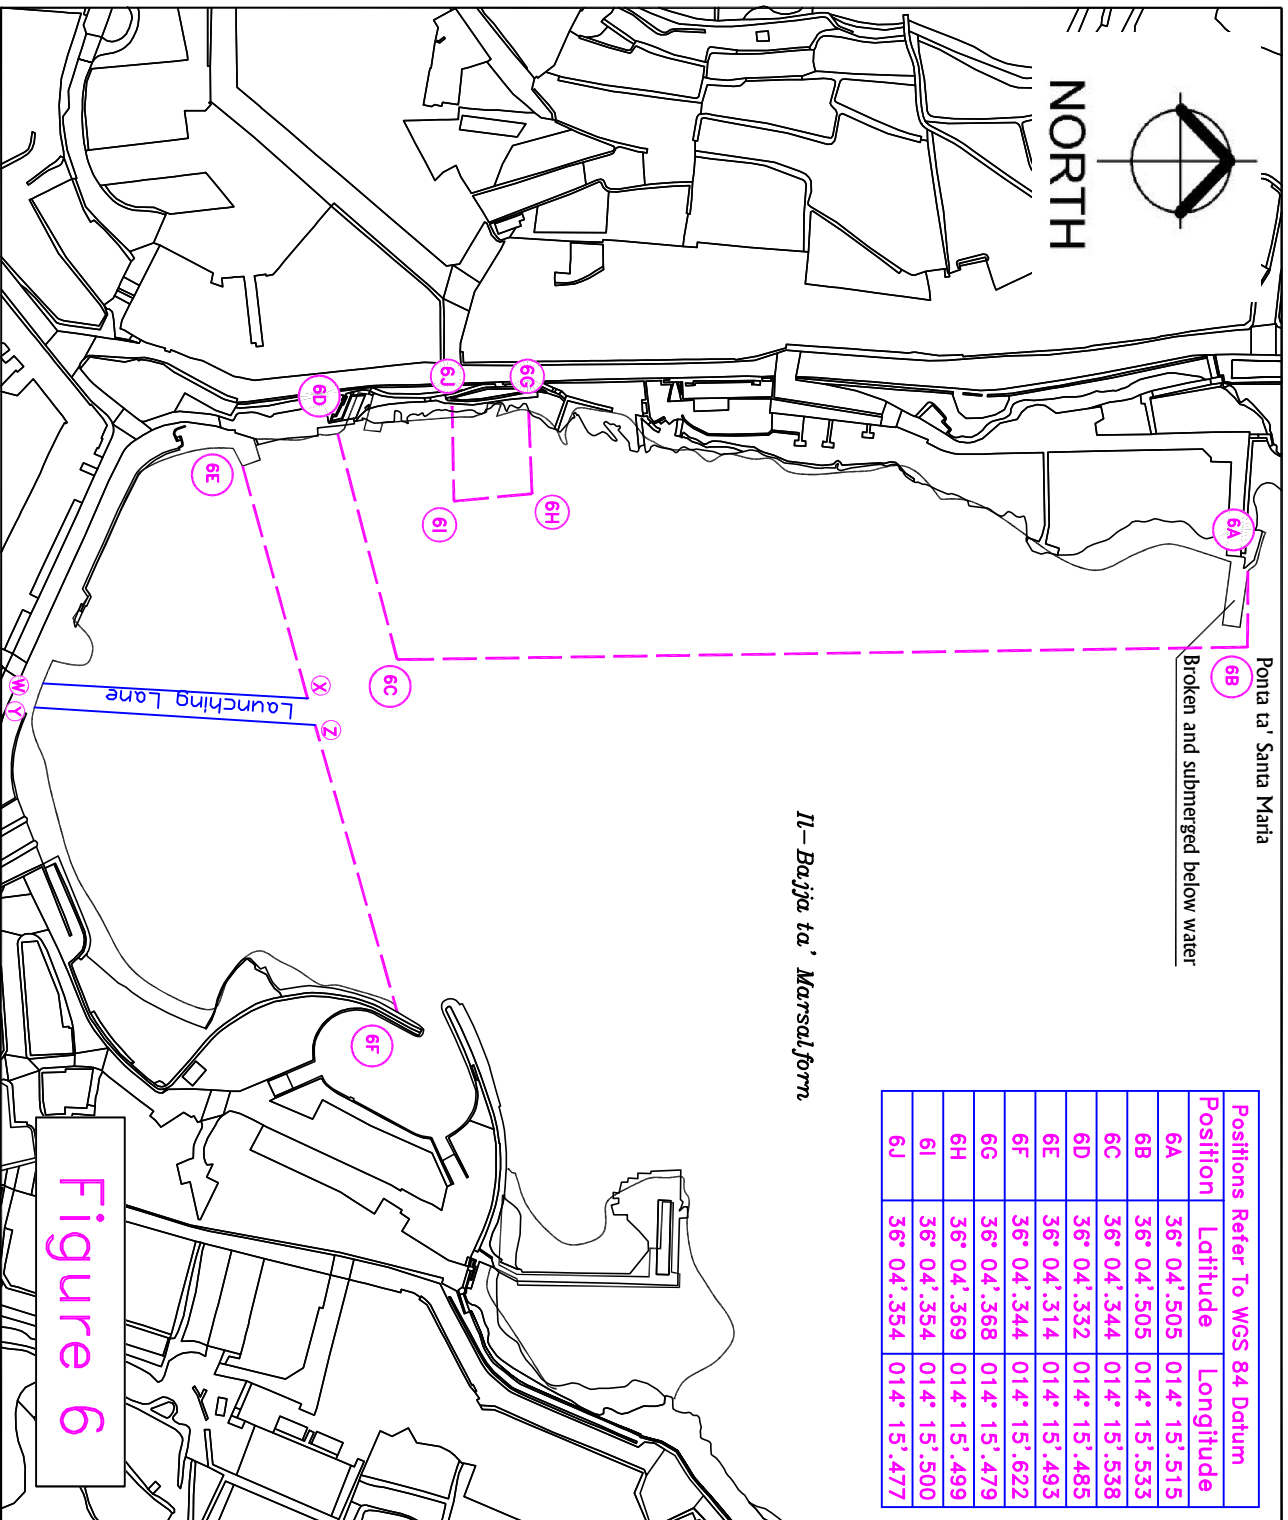 NORTH
Ponta ta' Santa Maria
Broken and submerged below water
Il-Bajja ta' Marsalforn
Launching Lane
6A
6B
6C
6D
6E
6F
6G
6H
6I
6J
W
X
Y
Z
Positions Refer To WGS 84 Datum
Position Latitude Longitude
6A 36° 04'.505 014° 15'.515
6B 36° 04'.505 014° 15'.533
6C 36° 04'.344 014° 15'.538
6D 36° 04'.332 014° 15'.485
6E 36° 04'.314 014° 15'.493
6F 36° 04'.344 014° 15'.622
6G 36° 04'.368 014° 15'.479
6H 36° 04'.369 014° 15'.499
6I 36° 04'.354 014° 15'.500
6J 36° 04'.354 014° 15'.477
Figure 6